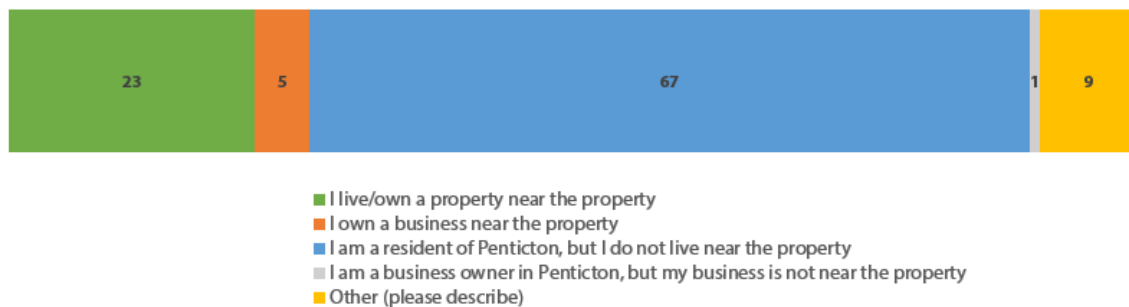 23 5 67 1 9
I live/own a property near the property
I own a business near the property
I am a resident of Penticton, but I do not live near the property
I am a business owner in Penticton, but my business is not near the property
Other (please describe)